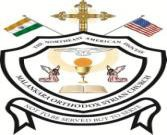 THE NORTHEAST AMERICAN DIOCESE
MALANKARA ORTHODOX SYRIAN CHURCH
NOT TO BE SERVED BUT TO SERVE